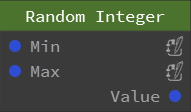 Random Integer
Min
Max
Value